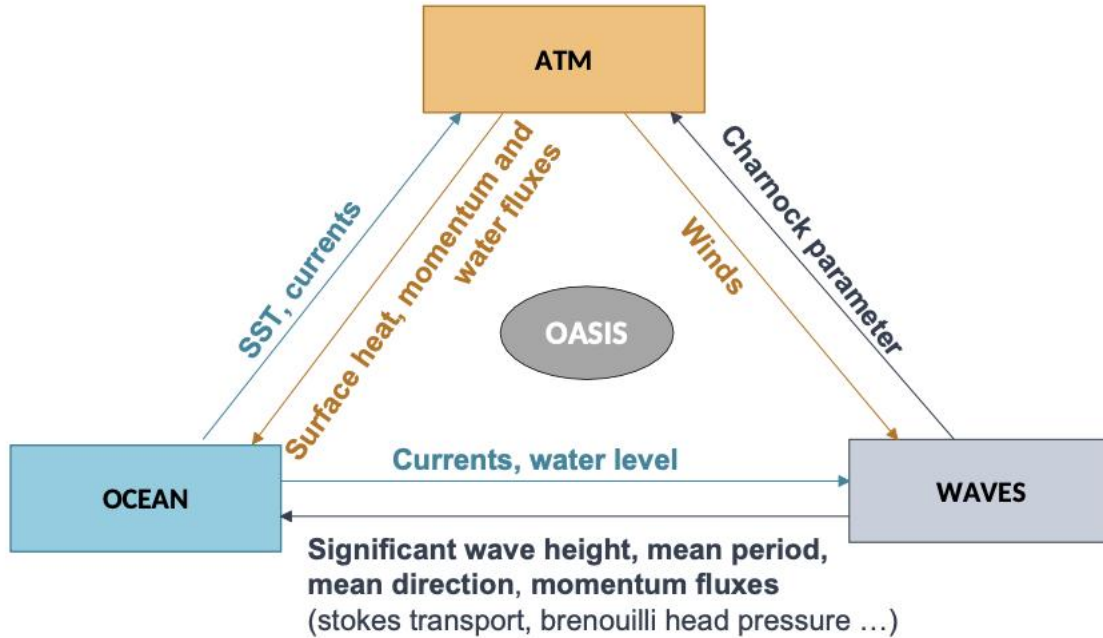 ATM
SST, currents
Surface heat, momentum and
water fluxes
Winds
Charnock parameter
OASIS
OCEAN
Currents, water level
WAVES
Significant wave height, mean period,
mean direction, momentum fluxes
(stokes transport, brenouilli head pressure ...)